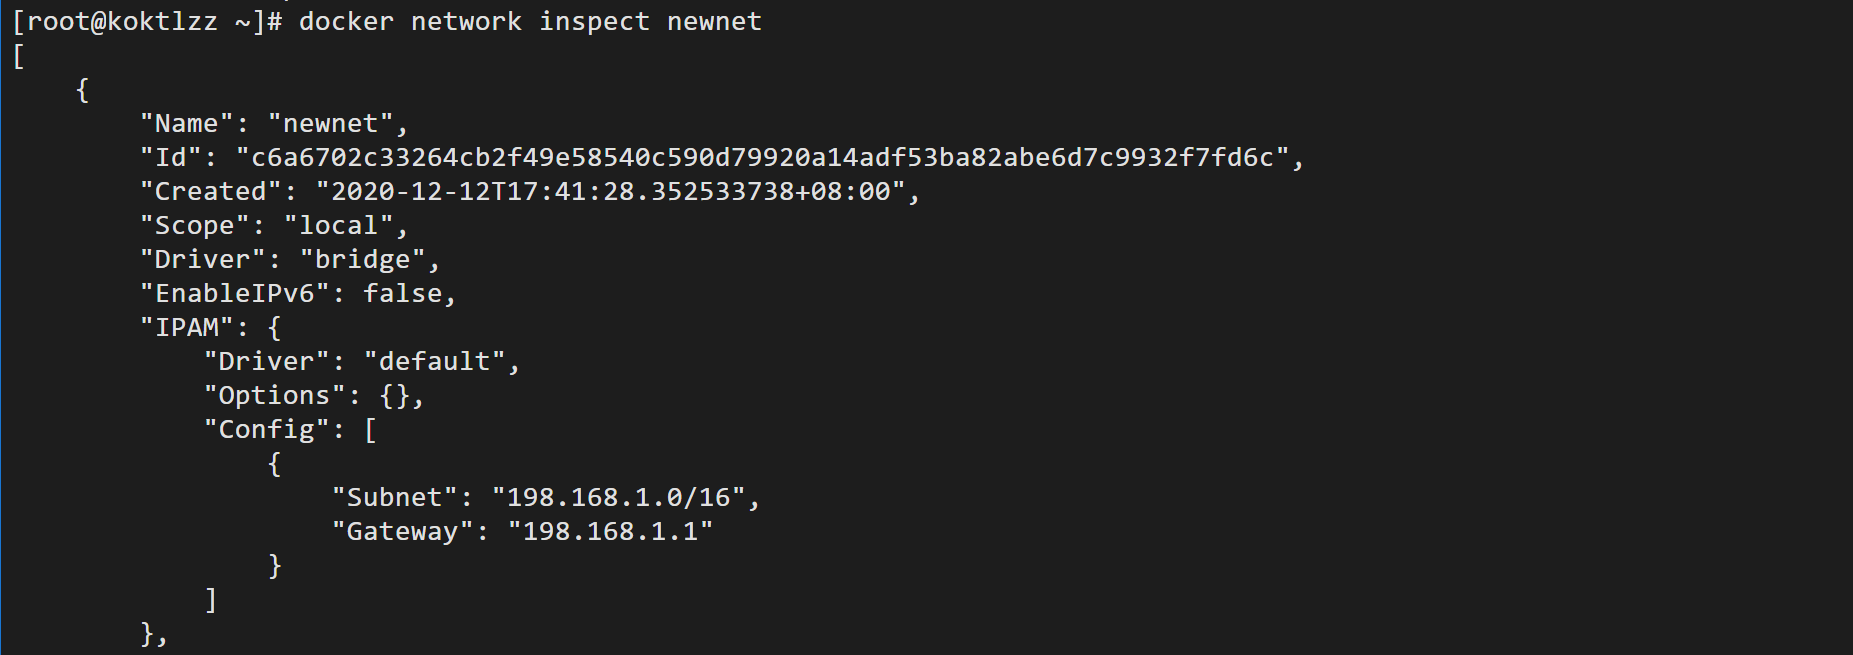 [root@koktlzz ~]# docker network inspect newnet
[
    {
        "Name": "newnet",
        "Id": "c6a6702c33264cb2f49e58540c590d79920a14adf53ba82abe6d7c9932f7fd6c",
        "Created": "2020-12-12T17:41:28.352533738+08:00",
        "Scope": "local",
        "Driver": "bridge",
        "EnableIPv6": false,
        "IPAM": {
            "Driver": "default",
            "Options": {},
            "Config": [
                {
                    "Subnet": "198.168.1.0/16",
                    "Gateway": "198.168.1.1"
                }
            ]
        },